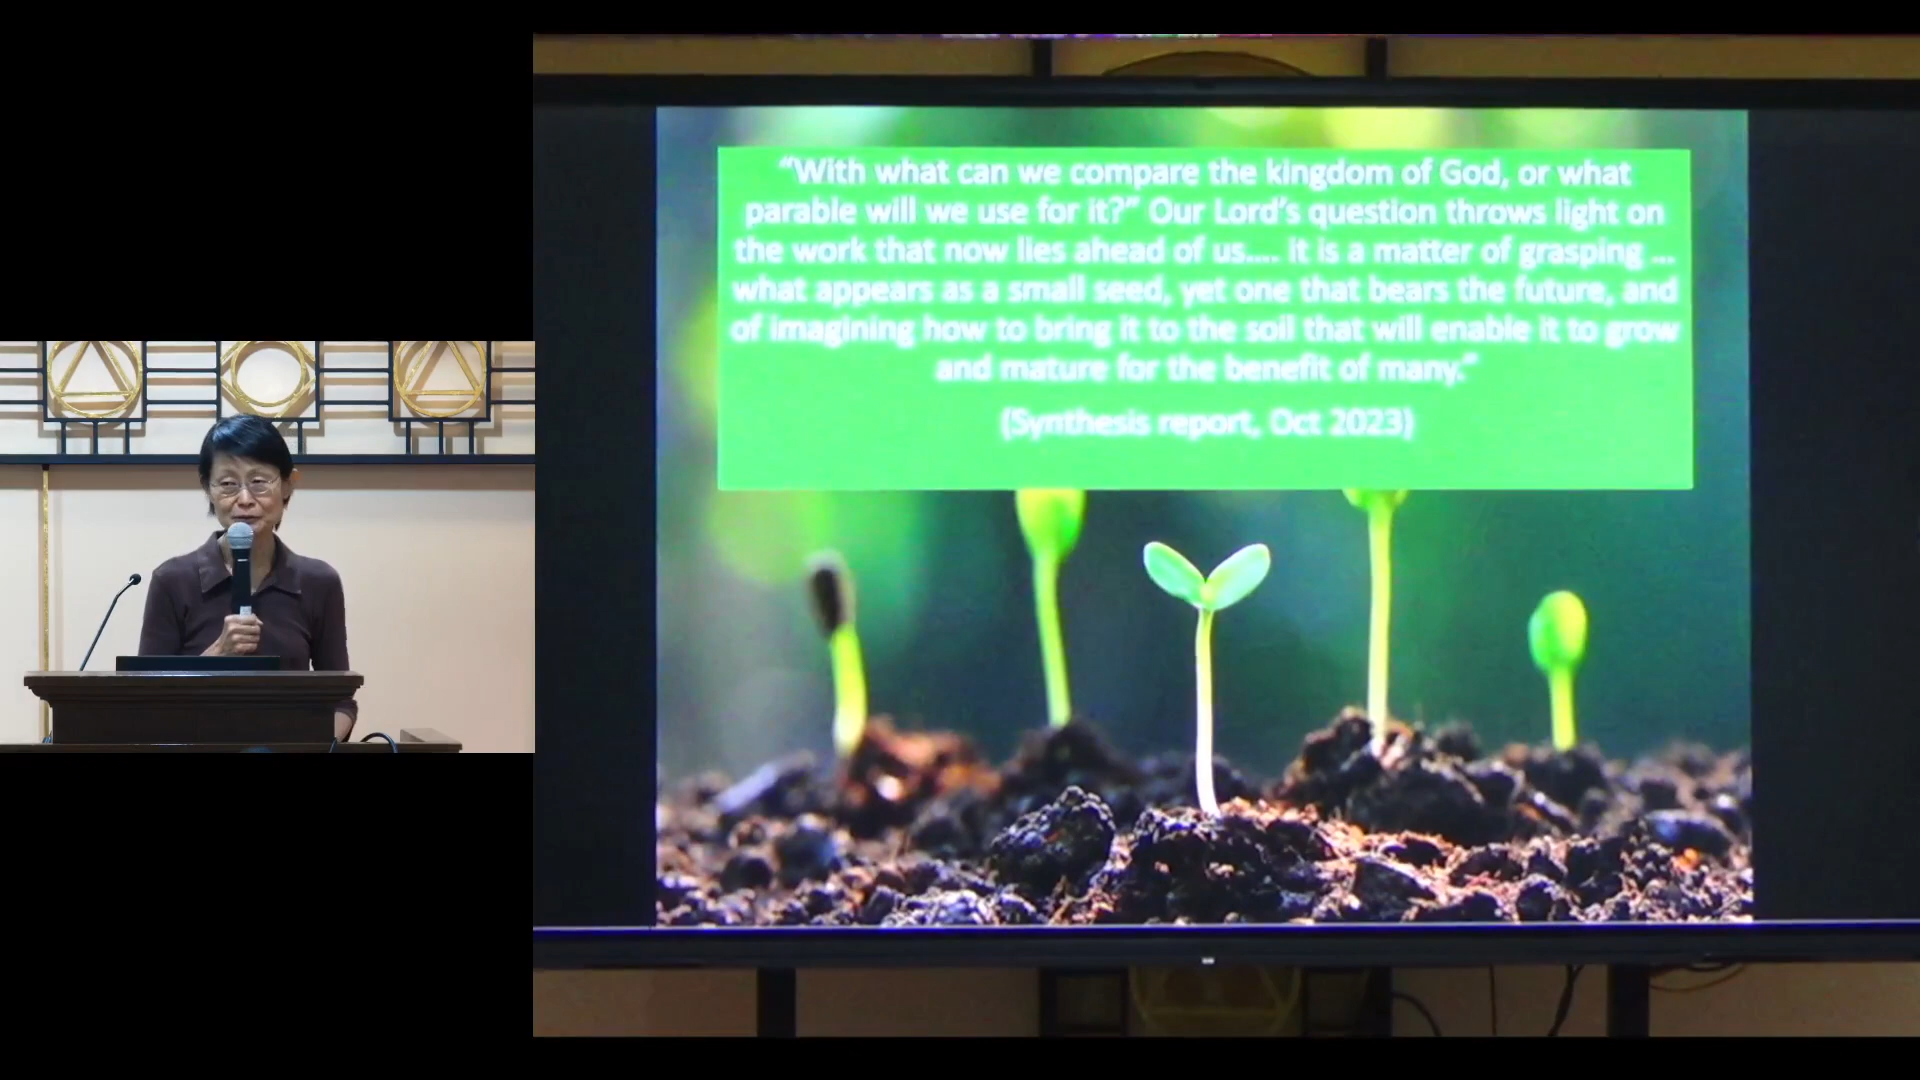 “With what can we compare the kingdom of God, or what
parable will we use for it?” Our Lord’s question throws light on
the work that now lies ahead of us.... It is a matter of grasping ...
what appears as a small seed, yet one that bears the future, and
of imagining how to bring it to the soil that will enable it to grow
and mature for the benefit of many.”
(Synthesis report, Oct 2023)